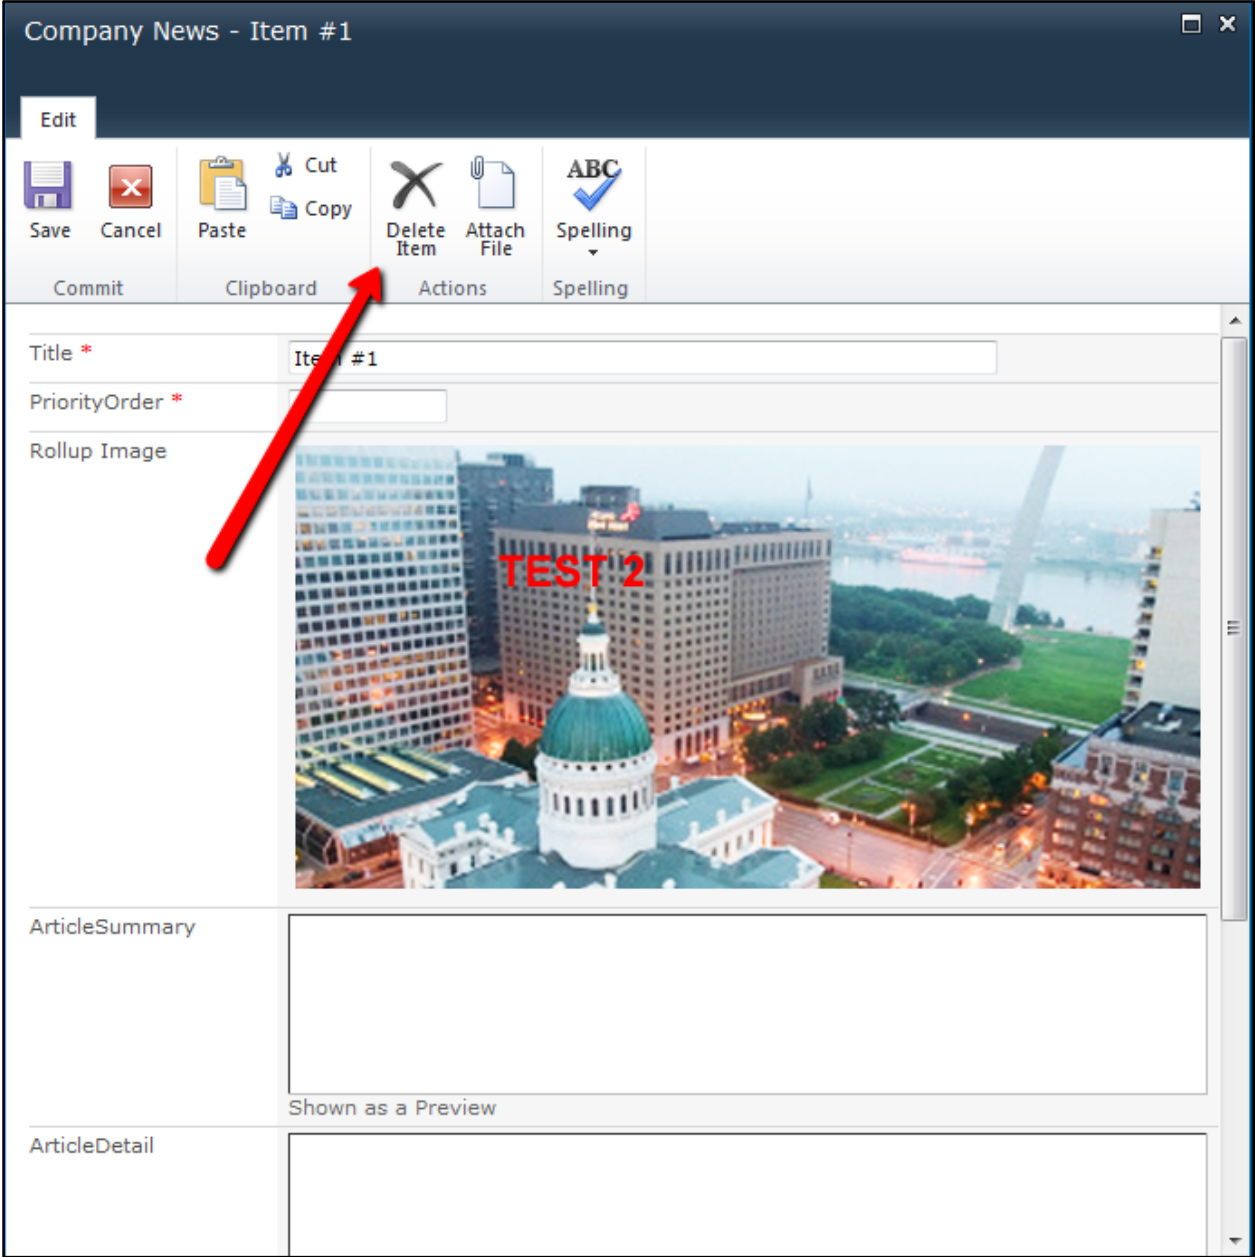 Company News - Item #1
Edit
Save
Cancel
Paste
Cut
Copy
Delete
Item
Attach
File
ABC
Spelling
Commit
Clipboard
Actions
Spelling
Title *
Item #1
PriorityOrder *
Rollup Image
TEST 2
ArticleSummary
Shown as a Preview
ArticleDetail